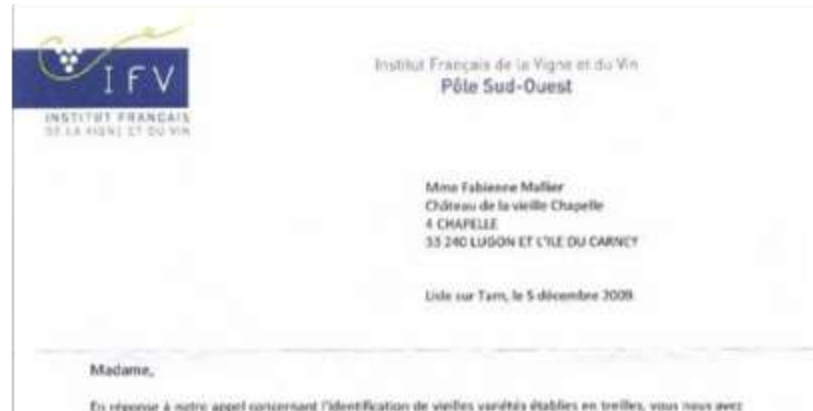 IFV
INSTITUT FRANÇAIS
DE LA VIGNE ET DU VIN
Institut Français de la Vigne et du Vin
Pôle Sud-Ouest
Mme Fabienne Mallier
Château de la vieille Chapelle
4 CHAPELLE
33 240 LUGON ET L'ILE DU CARNEY
Lisle sur Tarn, le 5 décembre 2009
Madame,
En réponse à notre appel concernant l'identification de vieilles variétés établies en treilles, vous nous avez